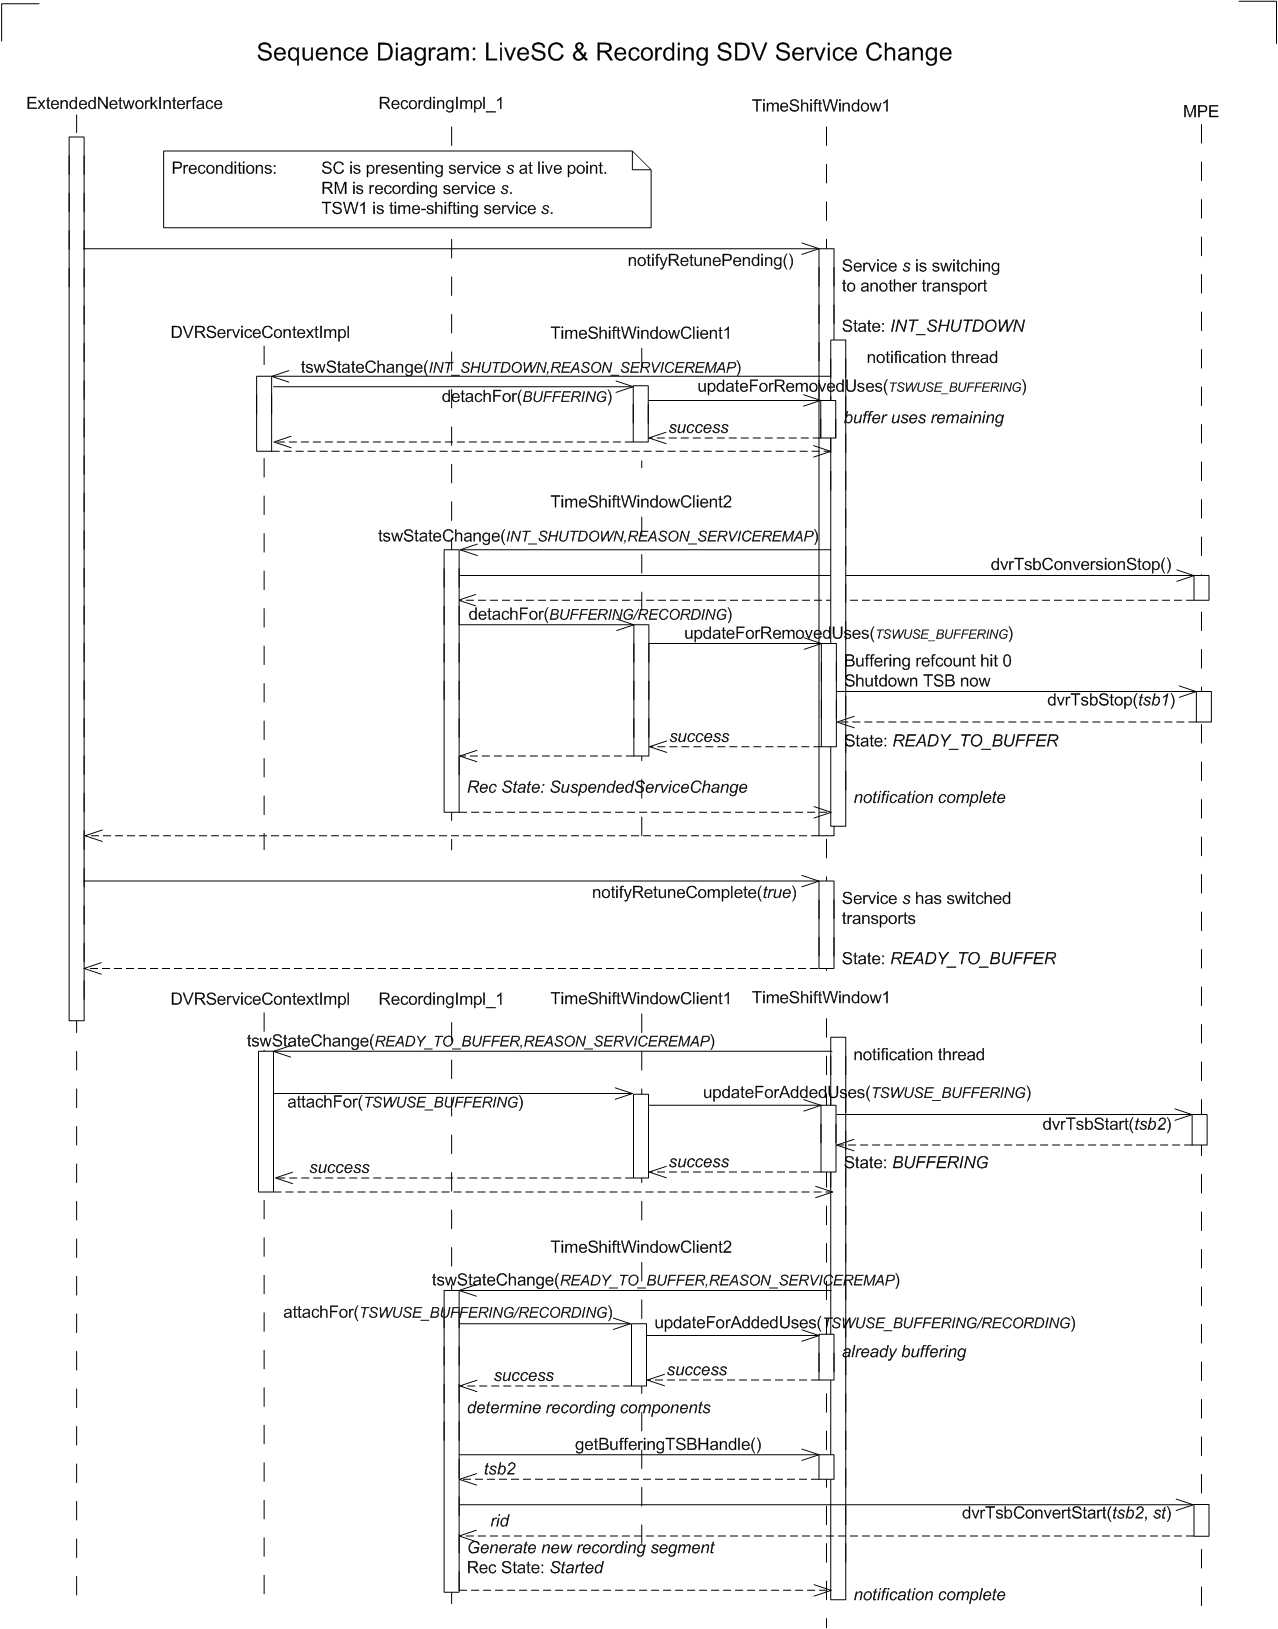 Sequence Diagram: LiveSC & Recording SDV Service Change
ExtendedNetworkInterface
RecordingImpl_1
TimeShiftWindow1
MPE
Preconditions: SC is presenting service s at live point.
RM is recording service s.
TSW1 is time-shifting service s.
notifyRetunePending()
Service s is switching
to another transport
State: INT_SHUTDOWN
DVRServiceContextImpl
TimeShiftWindowClient1
notification thread
tswStateChange(INT_SHUTDOWN,REASON_SERVICEREMAP)
updateForRemovedUses(TSWUSE_BUFFERING)
detachFor(BUFFERING)
buffer uses remaining
success
TimeShiftWindowClient2
tswStateChange(INT_SHUTDOWN,REASON_SERVICEREMAP)
dvrTsbConversionStop()
detachFor(BUFFERING/RECORDING)
updateForRemovedUses(TSWUSE_BUFFERING)
Buffering refcount hit 0
Shutdown TSB now
dvrTsbStop(tsb1)
success
State: READY_TO_BUFFER
Rec State: SuspendedServiceChange
notification complete
notifyRetuneComplete(true)
Service s has switched
transports
State: READY_TO_BUFFER
DVRServiceContextImpl
RecordingImpl_1
TimeShiftWindowClient1
TimeShiftWindow1
tswStateChange(READY_TO_BUFFER,REASON_SERVICEREMAP)
notification thread
updateForAddedUses(TSWUSE_BUFFERING)
attachFor(TSWUSE_BUFFERING)
dvrTsbStart(tsb2)
success
success
State: BUFFERING
TimeShiftWindowClient2
tswStateChange(READY_TO_BUFFER,REASON_SERVICEREMAP)
attachFor(TSWUSE_BUFFERING/RECORDING)
updateForAddedUses(TSWUSE_BUFFERING/RECORDING)
already buffering
success
success
determine recording components
getBufferingTSBHandle()
tsb2
dvrTsbConvertStart(tsb2, st)
rid
Generate new recording segment
Rec State: Started
notification complete